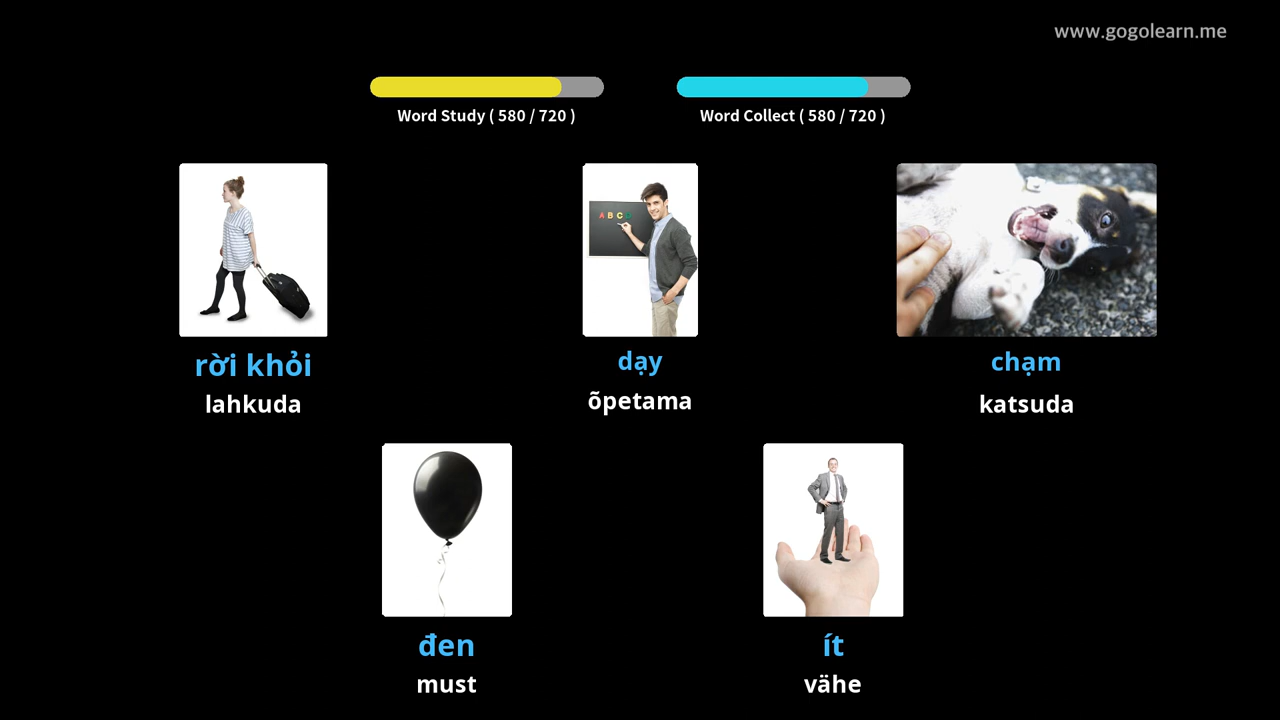 www.gogolearn.me
Word Study ( 580 / 720 )
Word Collect ( 580 / 720 )
A B C D
rời khỏi
lahkuda
dạy
õpetama
chạm
katsuda
đen
must
ít
vähe